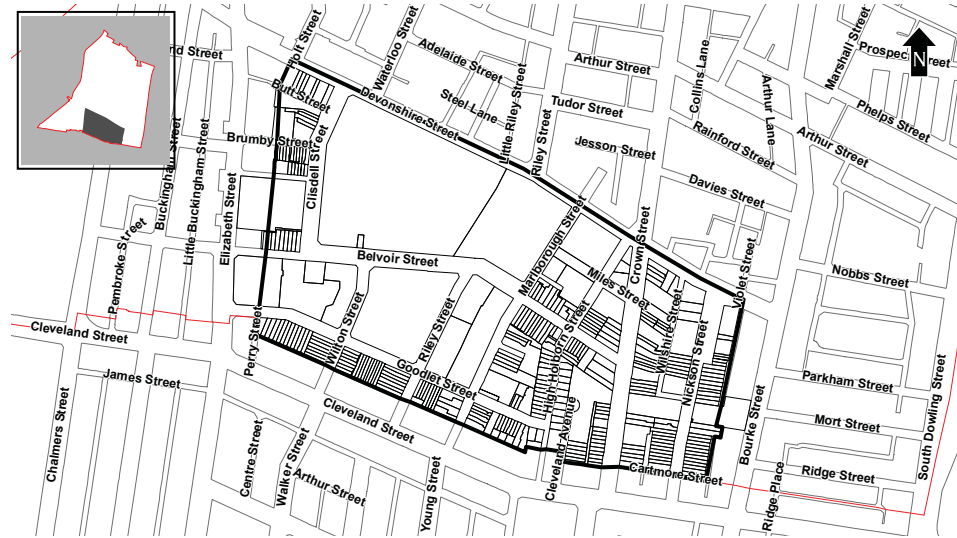 Holt Street
Waterloo Street
Adelaide Street
Arthur Street
Collins Lane
Marshall Street
Prospect Street
N
Butt Street
Devonshire Street
Steel Lane
Little Riley Street
Riley Street
Tudor Street
Arthur Lane
Phelps Street
Buckingham Street
Little Buckingham Street
Brumby Street
Clisdell Street
Jesson Street
Rainford Street
Arthur Street
Elizabeth Street
Davies Street
Pembroke Street
Belvoir Street
Marlborough Street
Crown Street
Miles Street
Violet Street
Nobbs Street
Cleveland Street
Perry Street
Wilton Street
Riley Street
High Holborn Street
Wilshire Street
Nickson Street
James Street
Goodlet Street
Parkham Street
Chalmers Street
Cleveland Street
Mort Street
Bourke Street
South Dowling Street
Centre Street
Walker Street
Arthur Street
Young Street
Cleveland Avenue
Cartmore Street
Ridge Street
Ridge Place